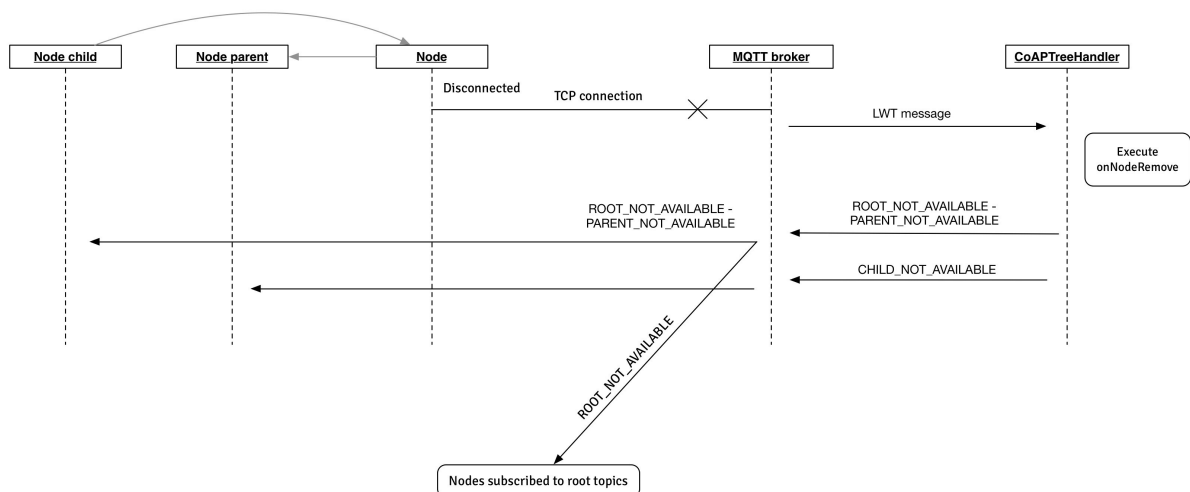 Node child
Node parent
Node
MQTT broker
CoAPTreeHandler
Disconnected
TCP connection
LWT message
Execute
onNodeRemove
ROOT_NOT_AVAILABLE -
PARENT_NOT_AVAILABLE
ROOT_NOT_AVAILABLE -
PARENT_NOT_AVAILABLE
CHILD_NOT_AVAILABLE
ROOT_NOT_AVAILABLE
Nodes subscribed to root topics